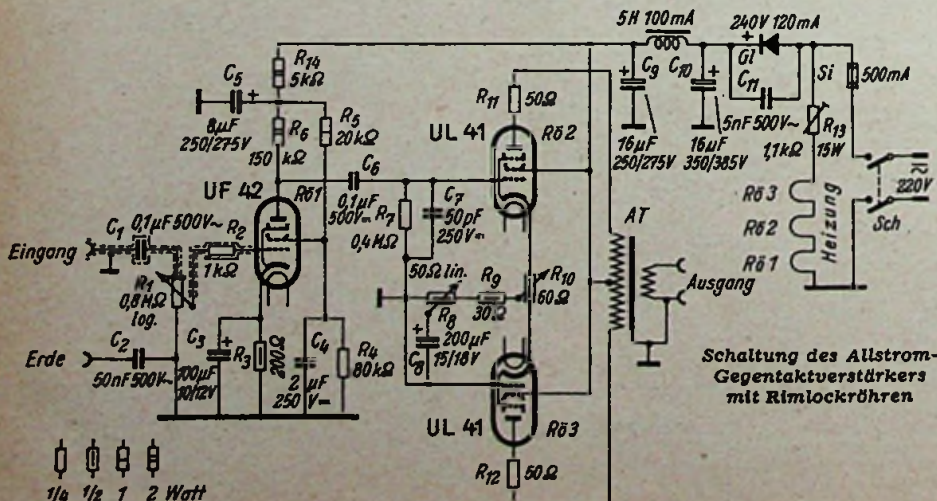 5H 100mA
240V 120mA
+
Gl
Si
500mA
C9
C10
C11
+
16µF
250/275V
+
16µF
350/385V
5nF 500V~
R13
1,1kΩ
15W
220V
Sch
Rö3
Rö2
Rö1
Heizung
R14
5kΩ
C5
+
8µF
250/275V
R6
150 kΩ
R5
20kΩ
R11
50Ω
UL 41
Rö2
UF 42
Rö1
C6
0,1µF
500V=
R7
0,4MΩ
C7
50pF
250V=
AT
Ausgang
C1
0,1µF 500V~
R2
1kΩ
Eingang
R1
0,8MΩ
log.
50Ω lin.
R8
R9
30Ω
R10
60Ω
+
200µF
15/18V
C8
Erde
C2
50nF 500V~
C3
+
100µF
10/12V
R3
200Ω
C4
2 µF
250 V=
R4
80kΩ
UL 41
Rö3
R12
50Ω
Schaltung des Allstrom-
Gegentaktverstärkers
mit Rimlockröhren
1/4 1/2 1 2 Watt